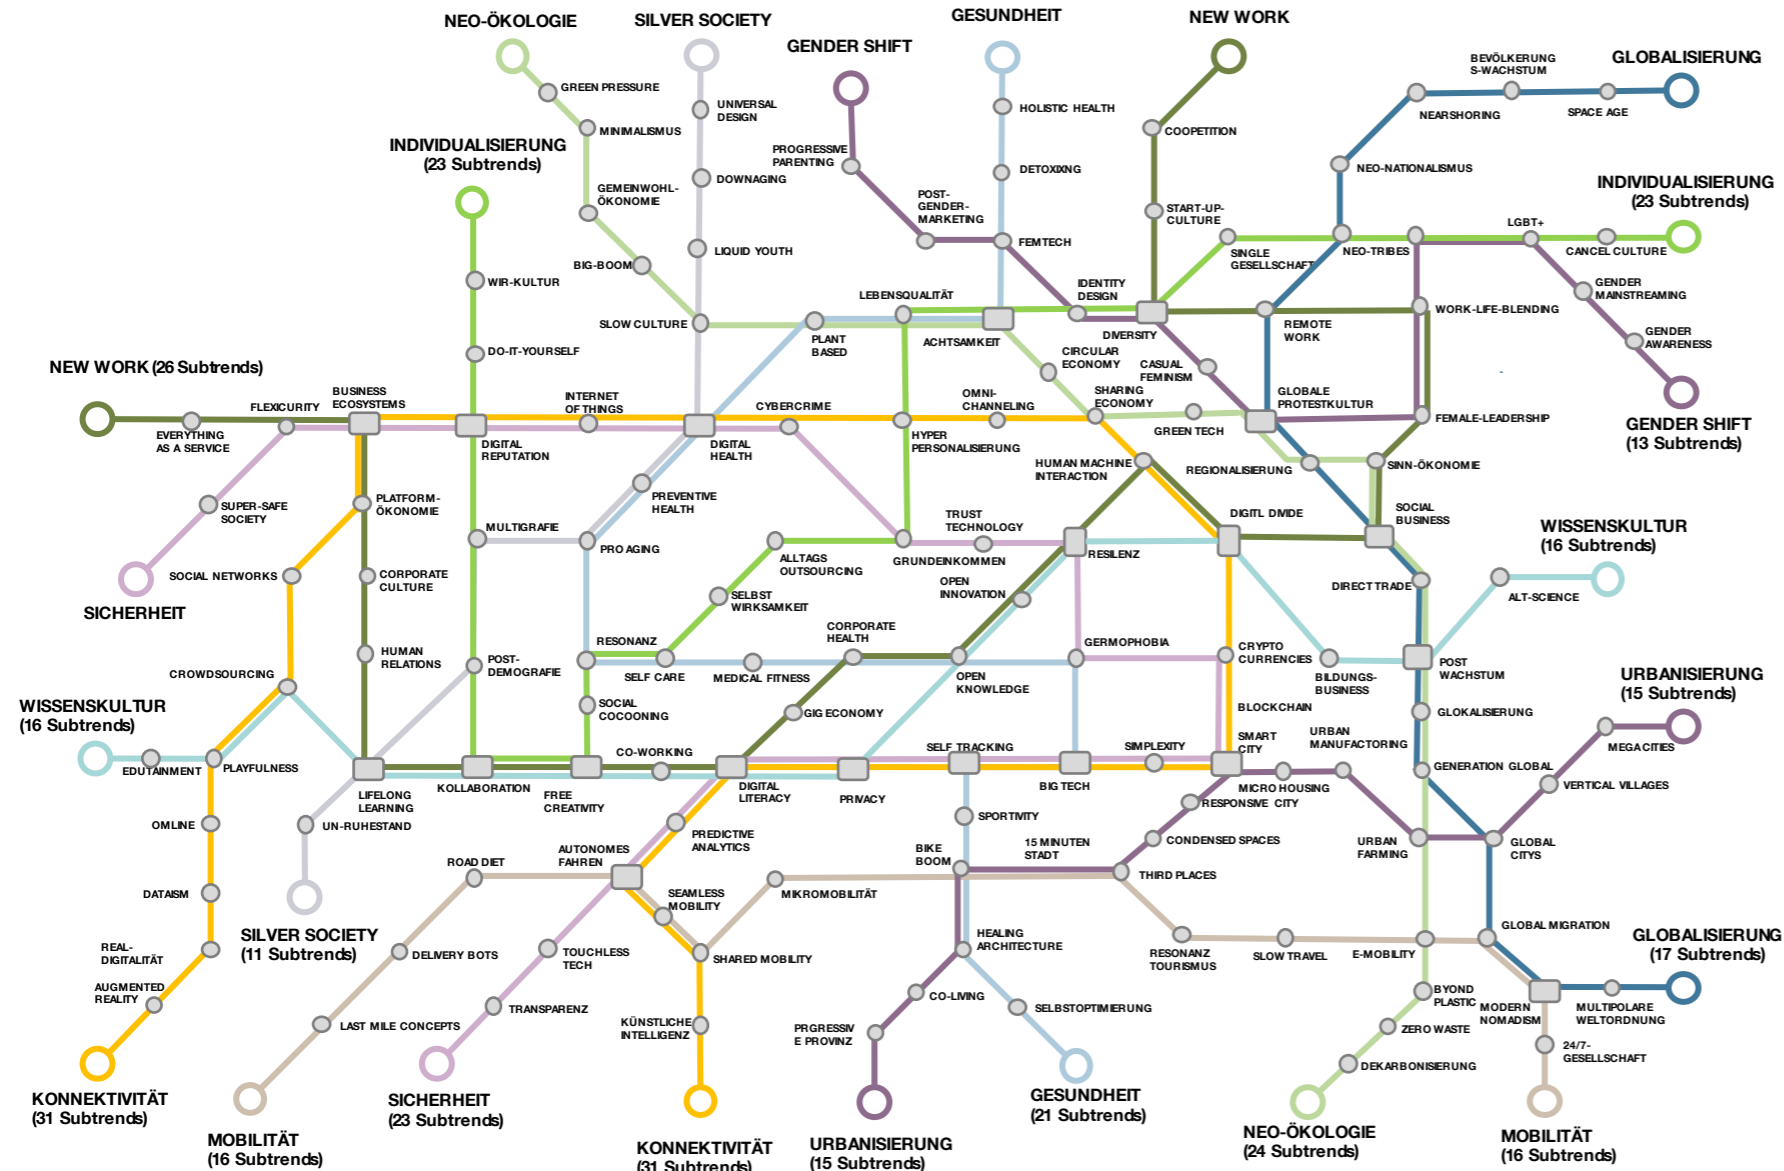 NEO-ÖKOLOGIE
SILVER SOCIETY
GENDER SHIFT
GESUNDHEIT
NEW WORK
GLOBALISIERUNG
BEVÖLKERUNG
S-WACHSTUM
NEARSHORING
SPACE AGE
GREEN PRESSURE
MINIMALISMUS
UNIVERSAL
DESIGN
HOLISTIC HEALTH
COOPETITION
INDIVIDUALISIERUNG
(23 Subtrends)
PROGRESSIVE
PARENTING
DETOXIXNG
NEO-NATIONALISMUS
INDIVIDUALISIERUNG
(23 Subtrends)
GEMEINWOHL-
ÖKONOMIE
DOWNAGING
POST-
GENDER-
MARKETING
START-UP-
CULTURE
LGBT+
FEMTECH
SINGLE
GESELLSCHAFT
NEO-TRIBES
CANCEL CULTURE
BIG-BOOM
LIQUID YOUTH
WIR-KULTUR
LEBENSQUALITÄT
IDENTITY
DESIGN
GENDER
MAINSTREAMING
SLOW CULTURE
PLANT
BASED
ACHTSAMKEIT
DIVERSITY
REMOTE
WORK
WORK-LIFE-BLENDING
GENDER
AWARENESS
DO-IT-YOURSELF
CIRCULAR
ECONOMY
CASUAL
FEMINISM
NEW WORK (26 Subtrends)
FLEXICURITY
BUSINESS
ECOSYSTEMS
INTERNET
OF THINGS
CYBERCRIME
OMNI-
CHANNELING
SHARING
ECONOMY
GLOBALE
PROTESTKULTUR
FEMALE-LEADERSHIP
GENDER SHIFT
(13 Subtrends)
EVERYTHING
AS A SERVICE
DIGITAL
REPUTATION
DIGITAL
HEALTH
HYPER
PERSONALISIERUNG
GREEN TECH
HUMAN MACHINE
INTERACTION
REGIONALISIERUNG
SINN-ÖKONOMIE
SUPER-SAFE
SOCIETY
PLATFORM-
ÖKONOMIE
PREVENTIVE
HEALTH
TRUST
TECHNOLOGY
DIGITL DIVIDE
SOCIAL
BUSINESS
WISSENSKULTUR
(16 Subtrends)
MULTIGRAFIE
PRO AGING
ALLTAGS
OUTSOURCING
GRUNDEINKOMMEN
RESILENZ
SOCIAL NETWORKS
CORPORATE
CULTURE
OPEN
INNOVATION
DIRECT TRADE
ALT-SCIENCE
SICHERHEIT
SELBST
WIRKSAMKEIT
HUMAN
RELATIONS
POST-
DEMOGRAFIE
RESONANZ
CORPORATE
HEALTH
GERMOPHOBIA
CRYPTO
CURRENCIES
POST
WACHSTUM
CROWDSOURCING
SELF CARE
MEDICAL FITNESS
OPEN
KNOWLEDGE
BILDUNGS-
BUSINESS
URBANISIERUNG
(15 Subtrends)
WISSENSKULTUR
(16 Subtrends)
SOCIAL
COCOONING
GIG ECONOMY
BLOCKCHAIN
GLOKALISIERUNG
EDUTAINMENT
PLAYFULNESS
CO-WORKING
SELF TRACKING
SIMPLEXITY
SMART
CITY
URBAN
MANUFACTORING
MEGA CITIES
LIFELONG
LEARNING
KOLLABORATION
FREE
CREATIVITY
DIGITAL
LITERACY
PRIVACY
BIG TECH
MICRO HOUSING
GENERATION GLOBAL
VERTICAL VILLAGES
OMLINE
UN-RUHESTAND
SPORTIVITY
RESPONSIVE CITY
PREDICTIVE
ANALYTICS
ROAD DIET
AUTONOMES
FAHREN
BIKE
BOOM
15 MINUTEN
STADT
CONDENSED SPACES
URBAN
FARMING
GLOBAL
CITYS
DATAISM
SEAMLESS
MOBILITY
MIKROMOBILITÄT
THIRD PLACES
SILVER SOCIETY
(11 Subtrends)
REAL-
DIGITALITÄT
DELIVERY BOTS
TOUCHLESS
TECH
SHARED MOBILITY
HEALING
ARCHITECTURE
RESONANZ
TOURISMUS
SLOW TRAVEL
E-MOBILITY
GLOBAL MIGRATION
GLOBALISIERUNG
(17 Subtrends)
AUGMENTED
REALITY
LAST MILE CONCEPTS
TRANSPARENZ
KÜNSTLICHE
INTELLIGENZ
CO-LIVING
SELBSTOPTIMIERUNG
BYOND
PLASTIC
MODERN
NOMADISM
MULTIPOLARE
WELTORDNUNG
PRGRESSIV
E PROVINZ
ZERO WASTE
24/7-
GESELLSCHAFT
DEKARBONISIERUNG
KONNEKTIVITÄT
(31 Subtrends)
SICHERHEIT
(23 Subtrends)
GESUNDHEIT
(21 Subtrends)
MOBILITÄT
(16 Subtrends)
KONNEKTIVITÄT
(31 Subtrends)
URBANISIERUNG
(15 Subtrends)
NEO-ÖKOLOGIE
(24 Subtrends)
MOBILITÄT
(16 Subtrends)